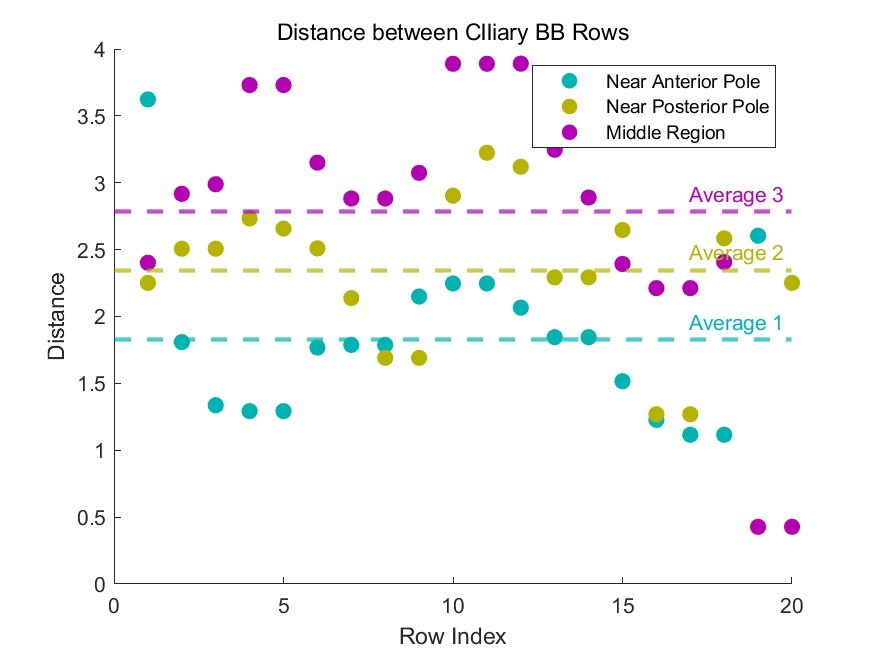 Distance between CIliary BB Rows
4
3.5
3
2.5
2
1.5
1
0.5
0
Distance
Near Anterior Pole
Near Posterior Pole
Middle Region
Average 3
Average 2
Average 1
0
5
10
15
20
Row Index